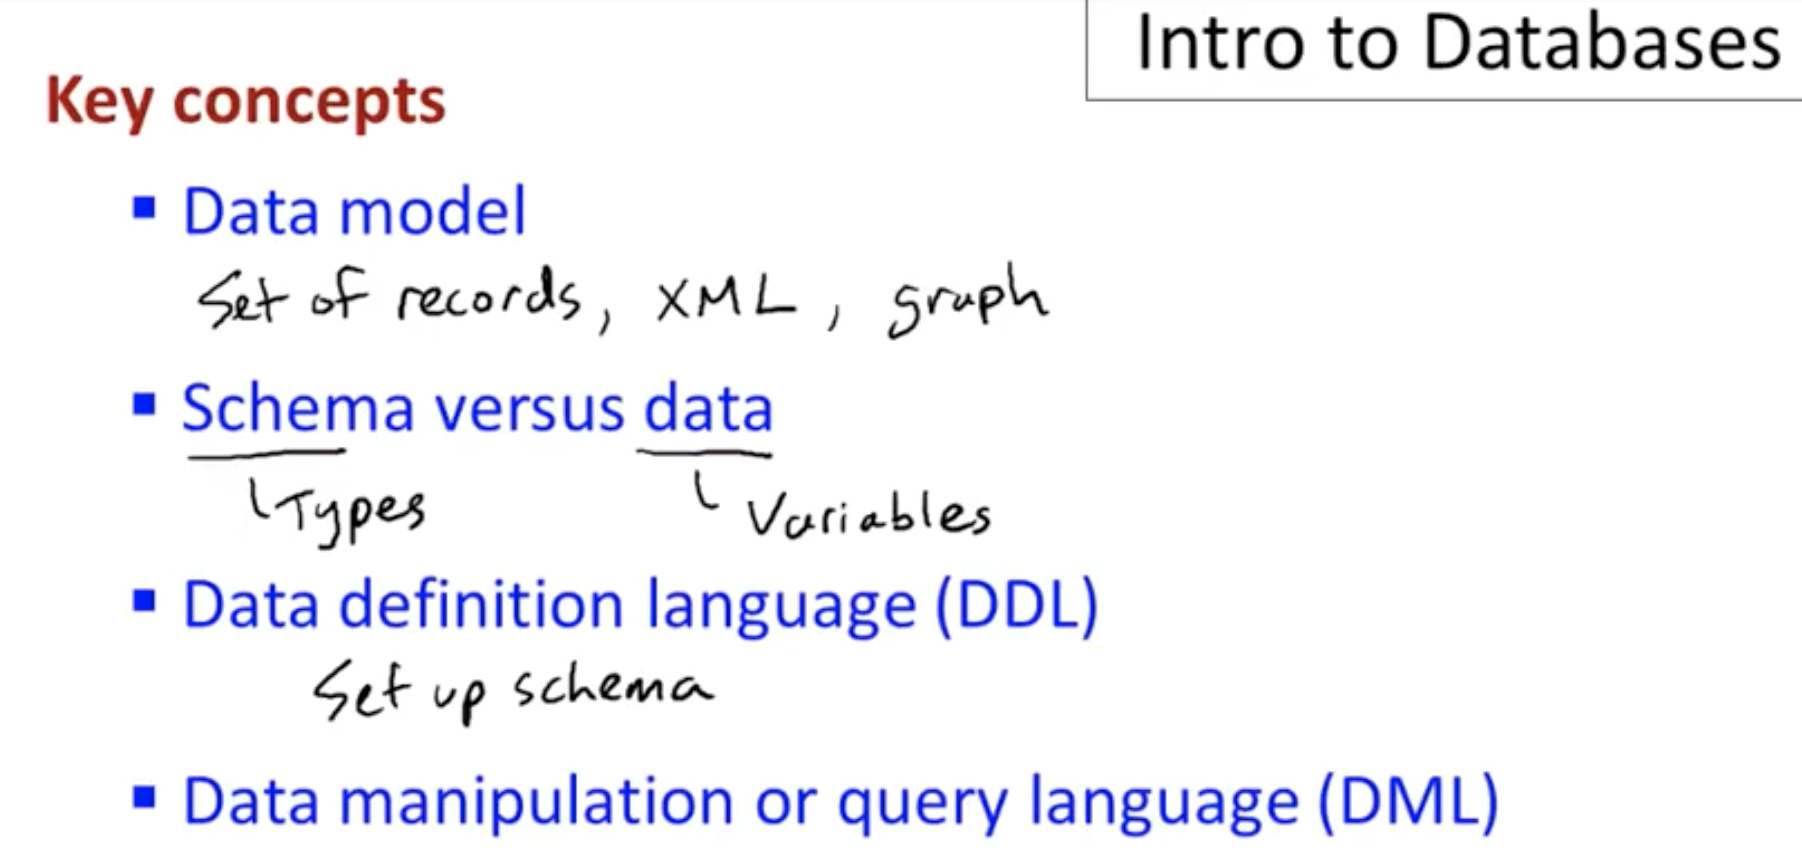 Intro to Databases
Key concepts
Data model
Set of records, XML, graph
Schema versus data
Types Variables
Data definition language (DDL)
Set up schema
Data manipulation or query language (DML)